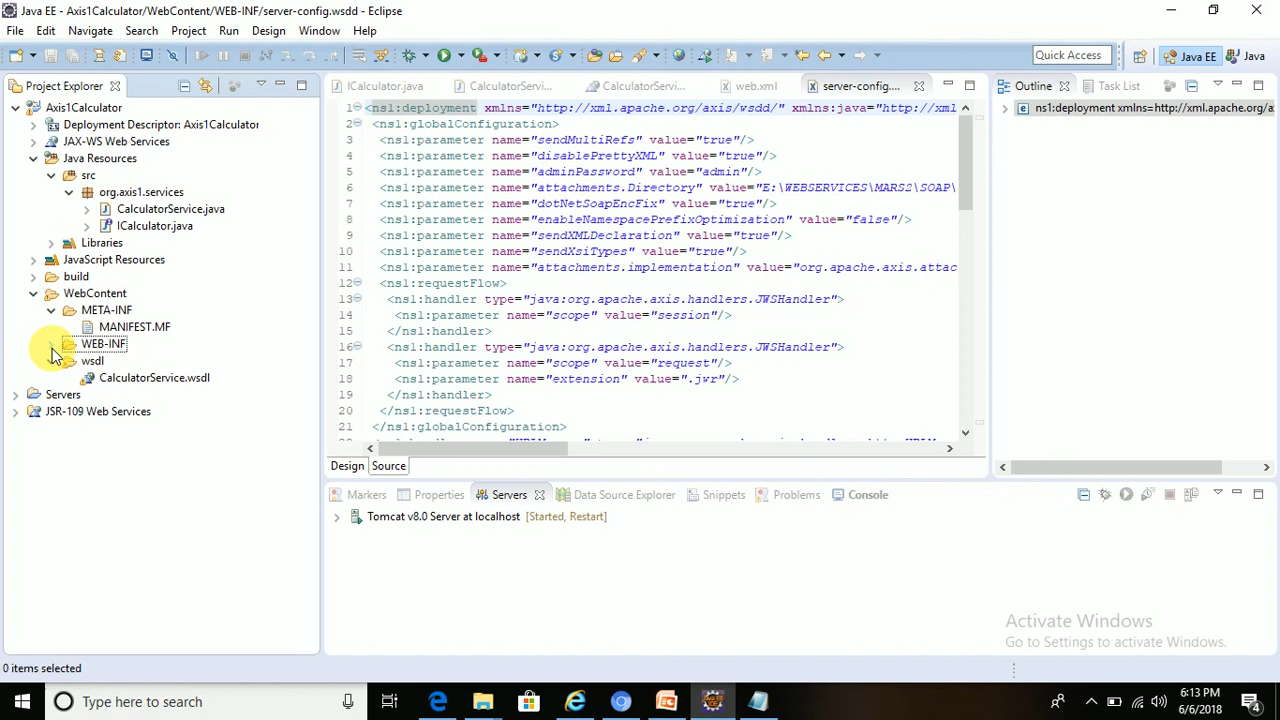 Java EE - Axis1Calculator/WebContent/WEB-INF/server-config.wsdd - Eclipse
File Edit Navigate Search Project Run Design Window Help
Quick Access
Java EE
Java
Project Explorer
Axis1Calculator
Deployment Descriptor: Axis1Calculator
JAX-WS Web Services
Java Resources
src
org.axis1.services
CalculatorService.java
ICalculator.java
Libraries
JavaScript Resources
build
WebContent
META-INF
MANIFEST.MF
WEB-INF
wsdl
CalculatorService.wsdl
Servers
JSR-109 Web Services
ICalculator.java
CalculatorServi...
CalculatorServi...
web.xml
server-config....
1 <ns1:deployment xmlns="http://xml.apache.org/axis/wsdd/" xmlns:java="http://xml
2 <ns1:globalConfiguration>
3 <ns1:parameter name="sendMultiRefs" value="true"/>
4 <ns1:parameter name="disablePrettyXML" value="true"/>
5 <ns1:parameter name="adminPassword" value="admin"/>
6 <ns1:parameter name="attachments.Directory" value="E:\WEBSERVICES\MARS2\SOAP\
7 <ns1:parameter name="dotNetSoapEncFix" value="true"/>
8 <ns1:parameter name="enableNamespacePrefixOptimization" value="false"/>
9 <ns1:parameter name="sendXMLDeclaration" value="true"/>
10 <ns1:parameter name="sendXsiTypes" value="true"/>
11 <ns1:parameter name="attachments.implementation" value="org.apache.axis.attac
12 <ns1:requestFlow>
13 <ns1:handler type="java:org.apache.axis.handlers.JWSHandler">
14 <ns1:parameter name="scope" value="session"/>
15 </ns1:handler>
16 <ns1:handler type="java:org.apache.axis.handlers.JWSHandler">
17 <ns1:parameter name="scope" value="request"/>
18 <ns1:parameter name="extension" value=".jwr"/>
19 </ns1:handler>
20 </ns1:requestFlow>
21 </ns1:globalConfiguration>
Design Source
Outline
Task List
ns1:deployment xmlns=http://xml.apache.org/a
Markers
Properties
Servers
Data Source Explorer
Snippets
Problems
Console
Tomcat v8.0 Server at localhost [Started, Restart]
Activate Windows
Go to Settings to activate Windows.
0 items selected
Type here to search
6:13 PM
6/6/2018
4